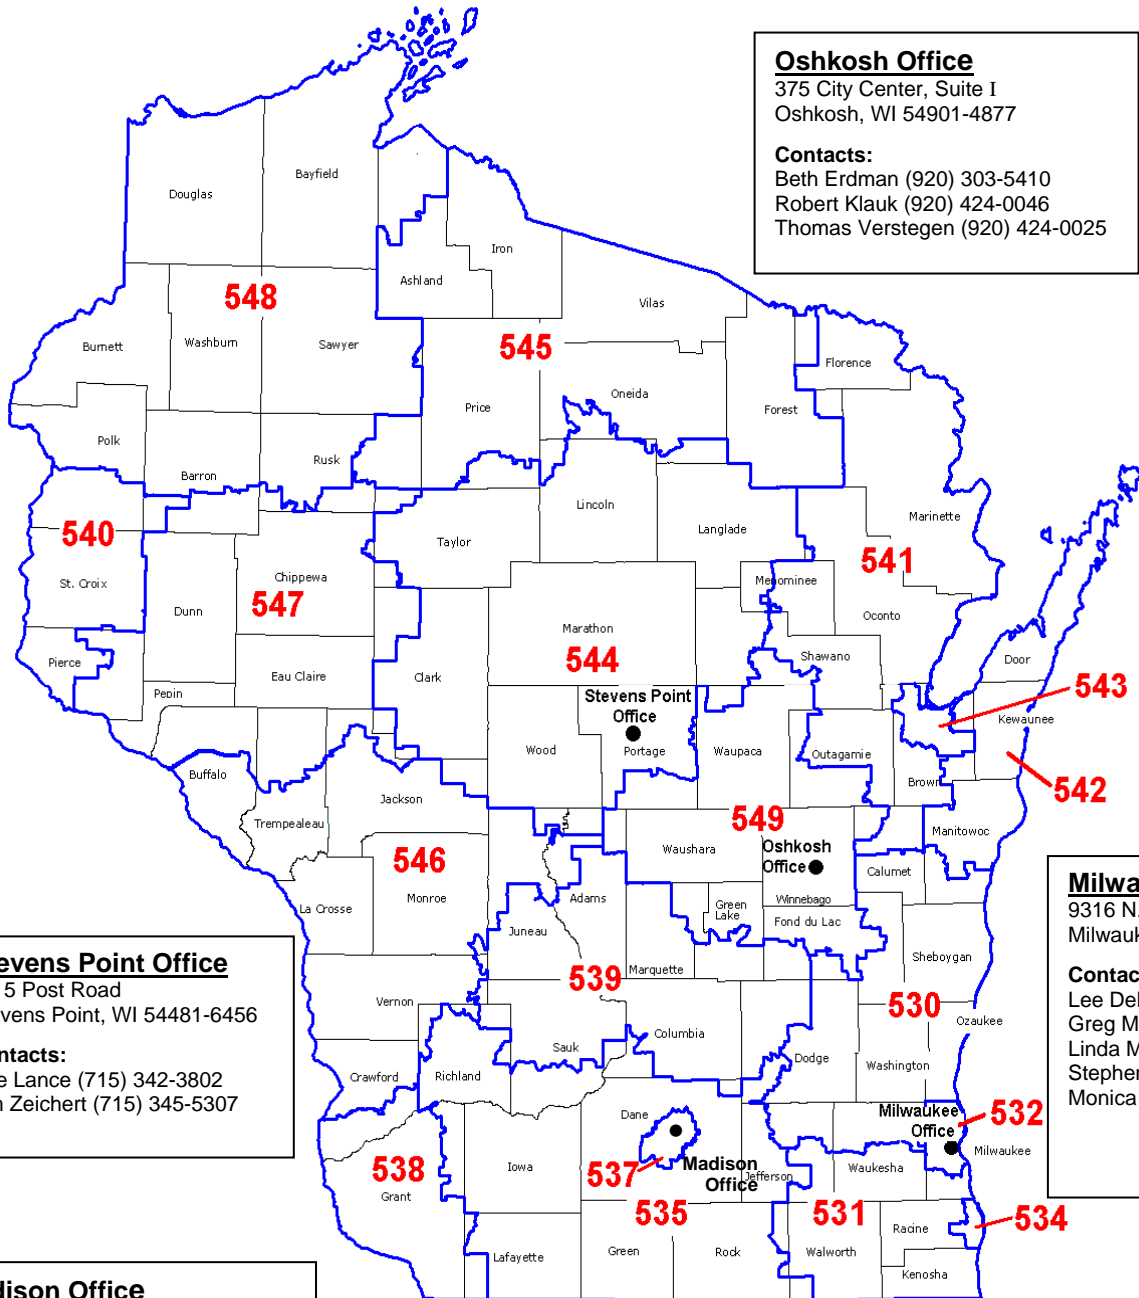 Oshkosh Office
375 City Center, Suite I
Oshkosh, WI 54901-4877
Contacts:
Beth Erdman (920) 303-5410
Robert Klauk (920) 424-0046
Thomas Verstegen (920) 424-0025
Douglas
Bayfield
Iron
Ashland
Vilas
548
Burnett
Washburn
Sawyer
545
Florence
Price
Oneida
Forest
Polk
Barron
Rusk
Lincoln
Langlade
Marinette
540
Taylor
541
St. Croix
Chippewa
Menominee
Dunn
547
Oconto
Marathon
Pierce
Eau Claire
Clark
544
Shawano
Door
Pepin
Stevens Point
Office
543
Kewaunee
Wood
Portage
Waupaca
Outagamie
Buffalo
Brown
542
Jackson
Trempealeau
549
Manitowoc
546
Waushara
Oshkosh
Office
Calumet
Monroe
Adams
Green
Lake
Winnebago
La Crosse
Juneau
Fond du Lac
Marquette
Sheboygan
539
530
Vernon
Columbia
Ozaukee
Sauk
Dodge
Washington
Crawford
Richland
Dane
Milwaukee
Office
532
Milwaukee
538
Iowa
537
Madison
Office
Jefferson
Waukesha
Grant
535
531
534
Racine
Lafayette
Green
Rock
Walworth
Kenosha
evens Point Office
5 Post Road
vens Point, WI 54481-6456
ntacts:
e Lance (715) 342-3802
n Zeichert (715) 345-5307
Milwa
9316 N.
Milwauk
Contac
Lee Del
Greg M
Linda M
Stephen
Monica
dison Office